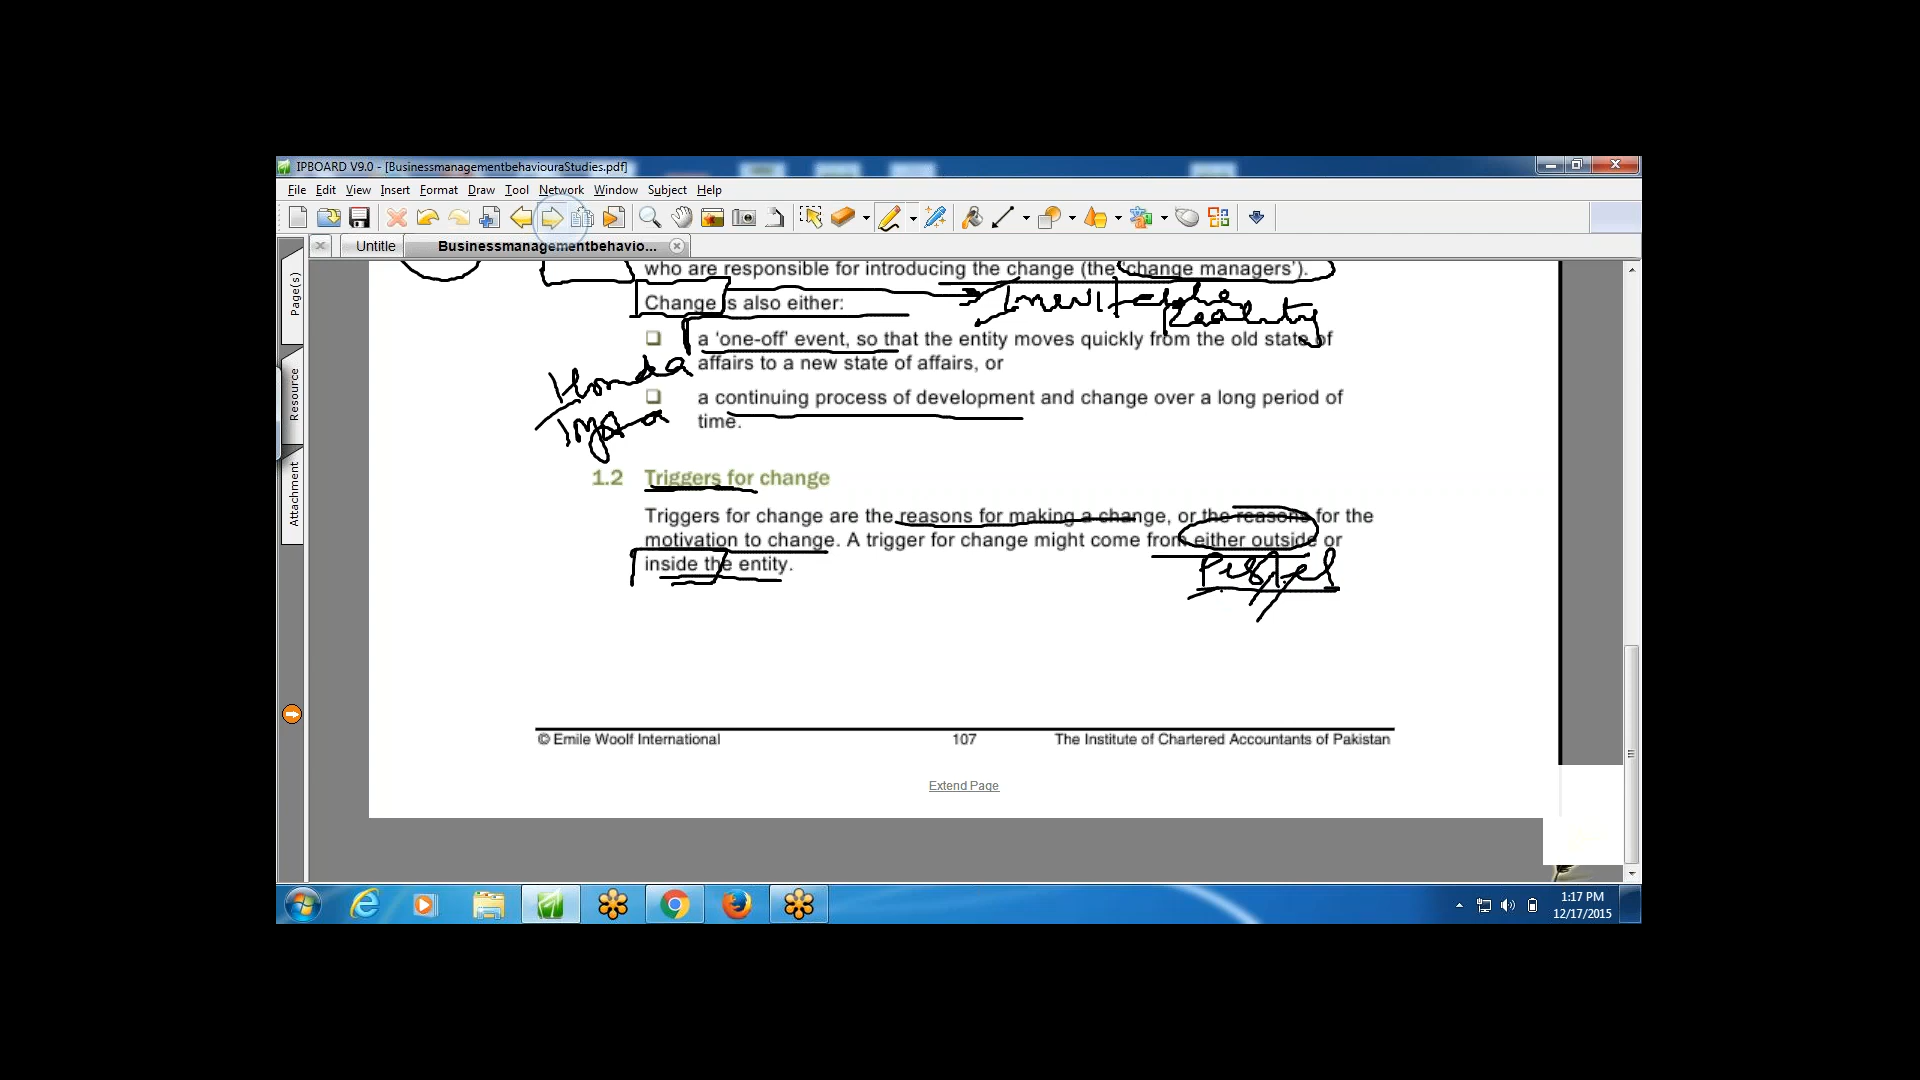 IPBOARD V9.0 - [BusinessmanagementbehaviouraStudies.pdf]
File Edit View Insert Format Draw Tool Network Window Subject Help
Untitle Businessmanagementbehavio...
Page(s)
Resource
Attachment
who are responsible for introducing the change (the 'change managers').
Change is also either:
a 'one-off' event, so that the entity moves quickly from the old state of
affairs to a new state of affairs, or
Honda
a continuing process of development and change over a long period of
time.
1.2 Triggers for change
Triggers for change are the reasons for making a change, or the reasons for the
motivation to change. A trigger for change might come from either outside or
inside the entity.
Pestel
© Emile Woolf International 107 The Institute of Chartered Accountants of Pakistan
Extend Page
1:17 PM
12/17/2015